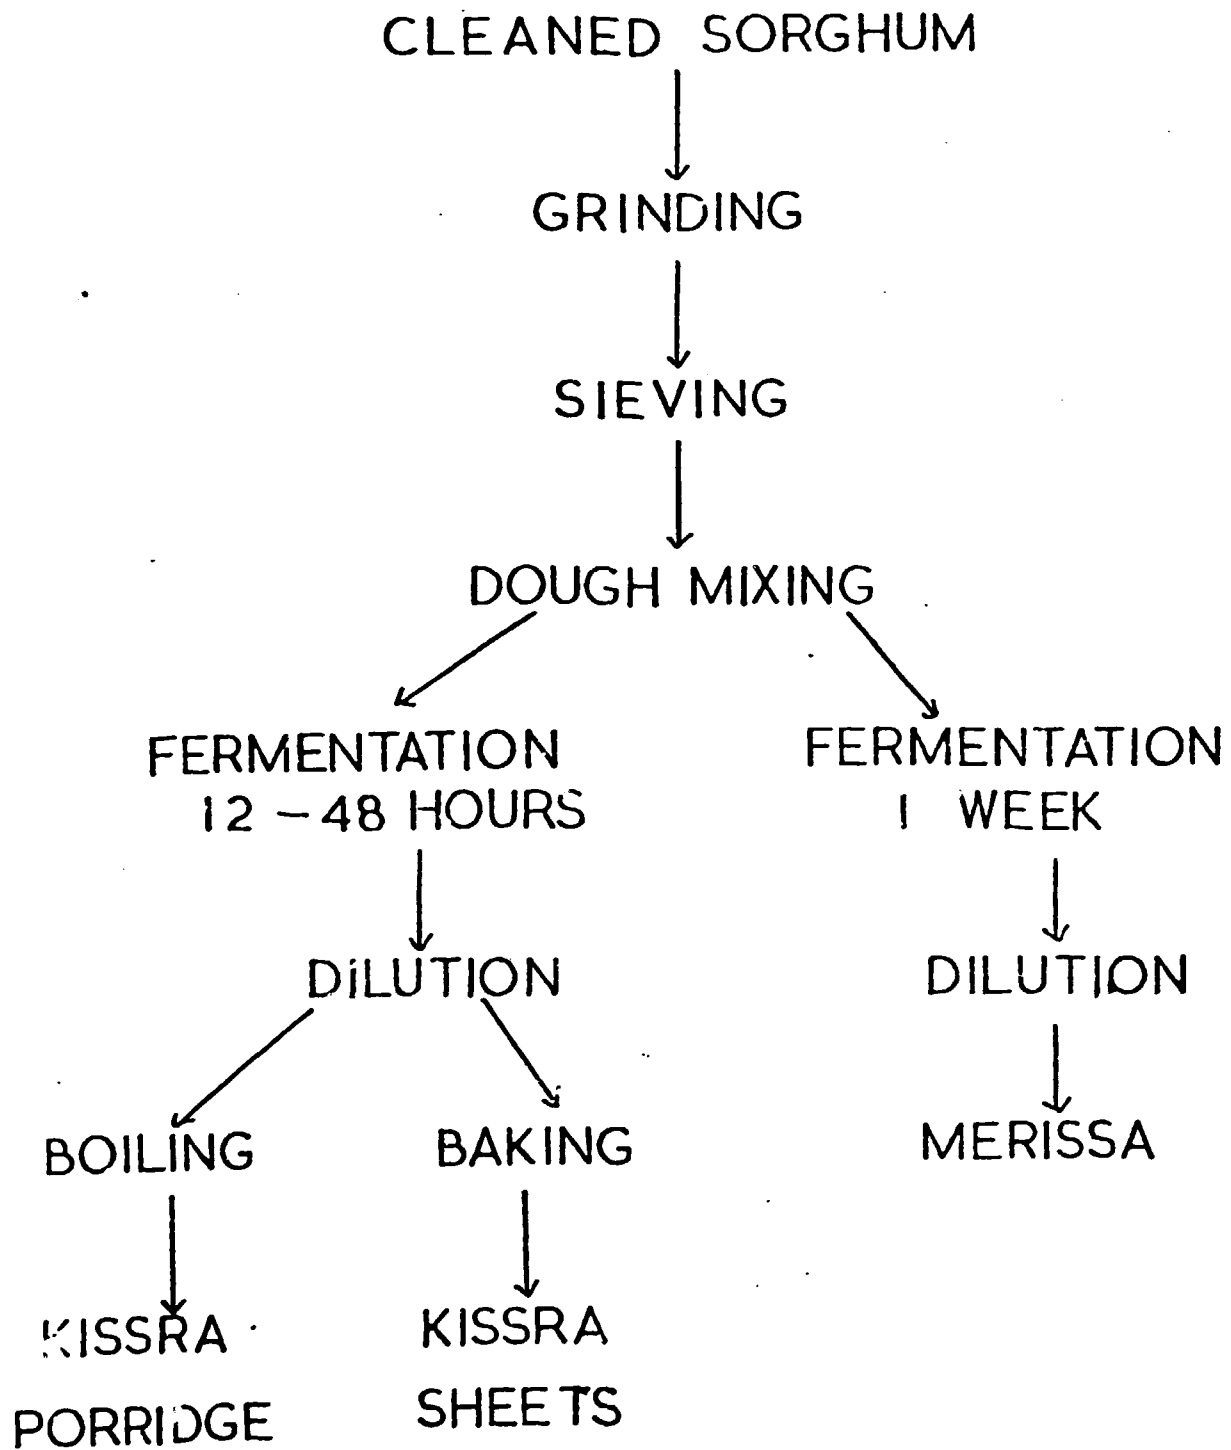 CLEANED SORGHUM
GRINDING
SIEVING
DOUGH MIXING
FERMENTATION
12 - 48 HOURS
FERMENTATION
1 WEEK
DILUTION
DILUTION
BOILING
BAKING
MERISSA
KISSRA
PORRIDGE
KISSRA
SHEETS